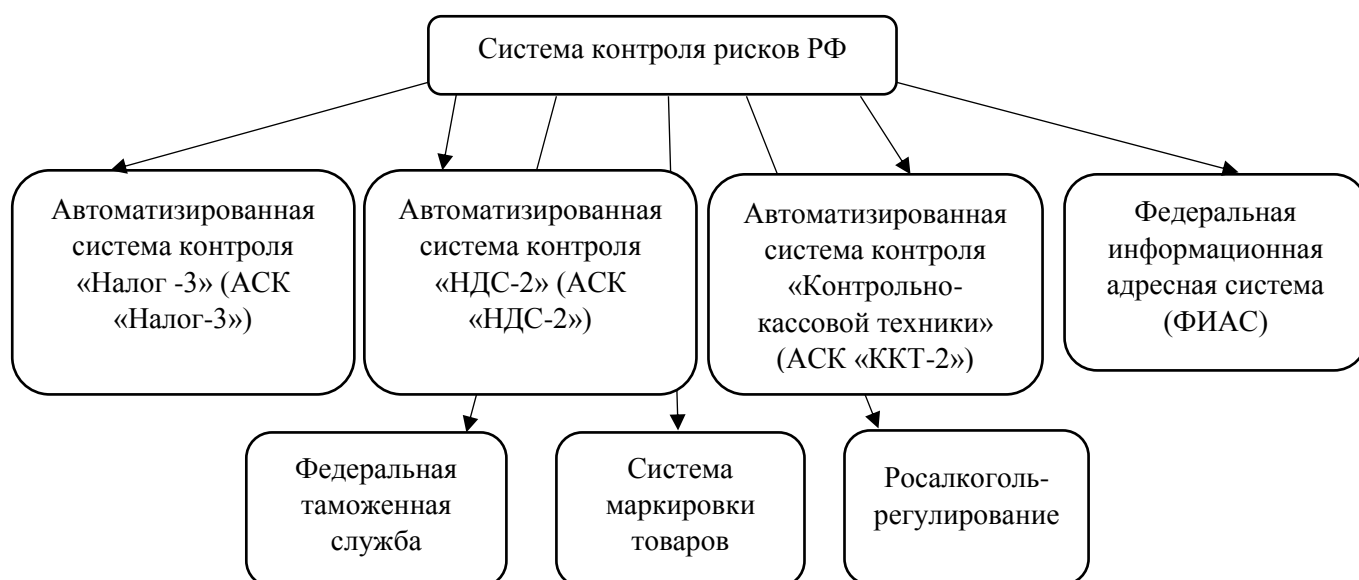 Система контроля рисков РФ
Автоматизированная
система контроля
«Налог -3» (АСК
«Налог-3»)
Автоматизированная
система контроля
«НДС-2» (АСК
«НДС-2»)
Автоматизированная
система контроля
«Контрольно-
кассовой техники»
(АСК «ККТ-2»)
Федеральная
информационная
адресная система
(ФИАС)
Федеральная
таможенная
служба
Система
маркировки
товаров
Росалкоголь-
регулирование